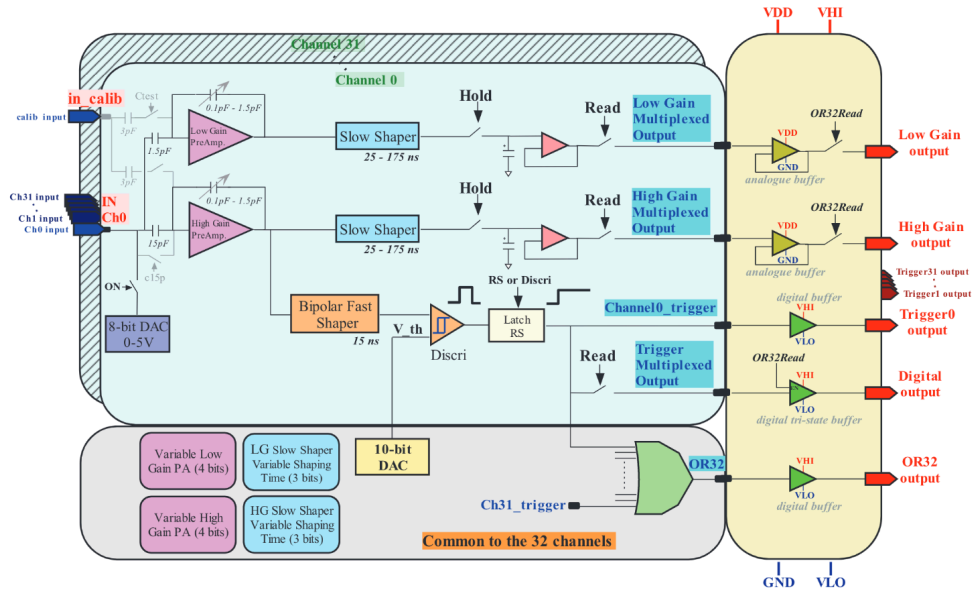 Channel 31
Channel 0
in_calib
calib input
Ctest
3pF
1.5pF
3pF
0.1pF - 1.5pF
Low Gain
PreAmp.
Slow Shaper
25 - 175 ns
Hold
Read
Low Gain
Multiplexed
Output
VDD
VHI
VDD
GND
OR32Read
analogue buffer
Low Gain
output
Ch31 input
Ch1 input
Ch0 input
IN
Ch0
15pF
c15p
0.1pF - 1.5pF
High Gain
PreAmp.
Slow Shaper
25 - 175 ns
Hold
Read
High Gain
Multiplexed
Output
VDD
GND
OR32Read
analogue buffer
High Gain
output
ON
8-bit DAC
0-5V
Bipolar Fast
Shaper
15 ns
V_th
Discri
RS or Discri
Latch
RS
Channel0_trigger
digital buffer
VHI
VLO
Trigger31 output
Trigger1 output
Trigger0
output
Read
Trigger
Multiplexed
Output
OR32Read
EN
VHI
VLO
digital tri-state buffer
Digital
output
Variable Low
Gain PA (4 bits)
LG Slow Shaper
Variable Shaping
Time (3 bits)
10-bit
DAC
OR32
VHI
VLO
digital buffer
OR32
output
Variable High
Gain PA (4 bits)
HG Slow Shaper
Variable Shaping
Time (3 bits)
Ch31_trigger
Common to the 32 channels
GND
VLO